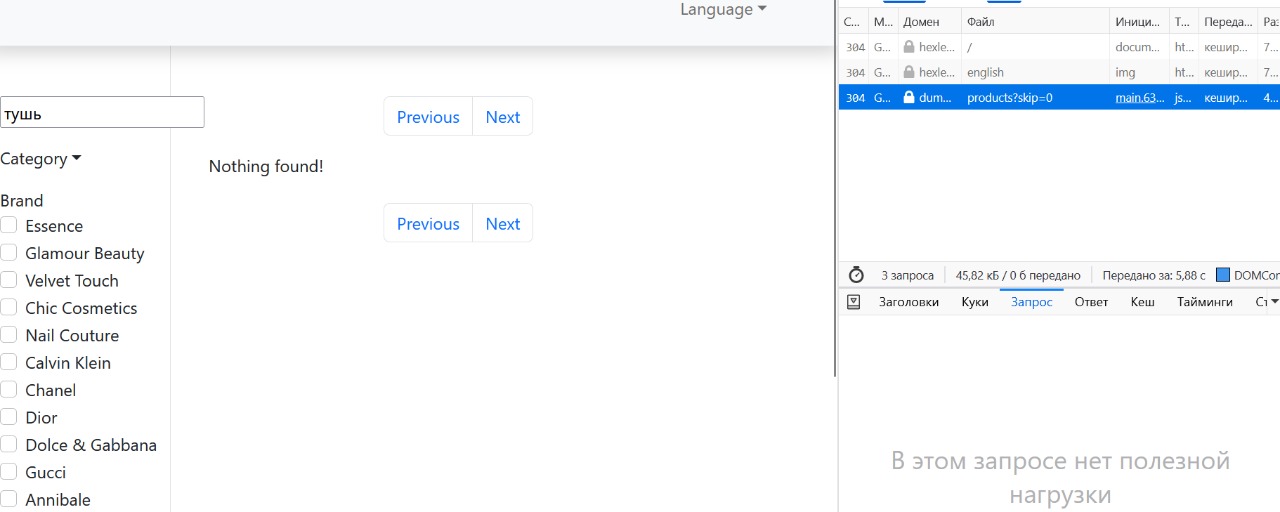 Language
тушь
Category
Brand
Essence
Glamour Beauty
Velvet Touch
Chic Cosmetics
Nail Couture
Calvin Klein
Chanel
Dior
Dolce & Gabbana
Gucci
Annibale
Previous Next
Nothing found!
Previous Next
С... М... Домен Файл Иници... Т... Переда... Ра
304 G... hexle... / docum... ht... кешир... 7...
304 G... hexle... english img ht... кешир... 7...
304 G... dum... products?skip=0 main.63... js... кешир... 4...
3 запроса 45,82 кБ / 0 б передано Передано за: 5,88 с DOMCon
Заголовки Куки Запрос Ответ Кеш Тайминги Ст
В этом запросе нет полезной
нагрузки